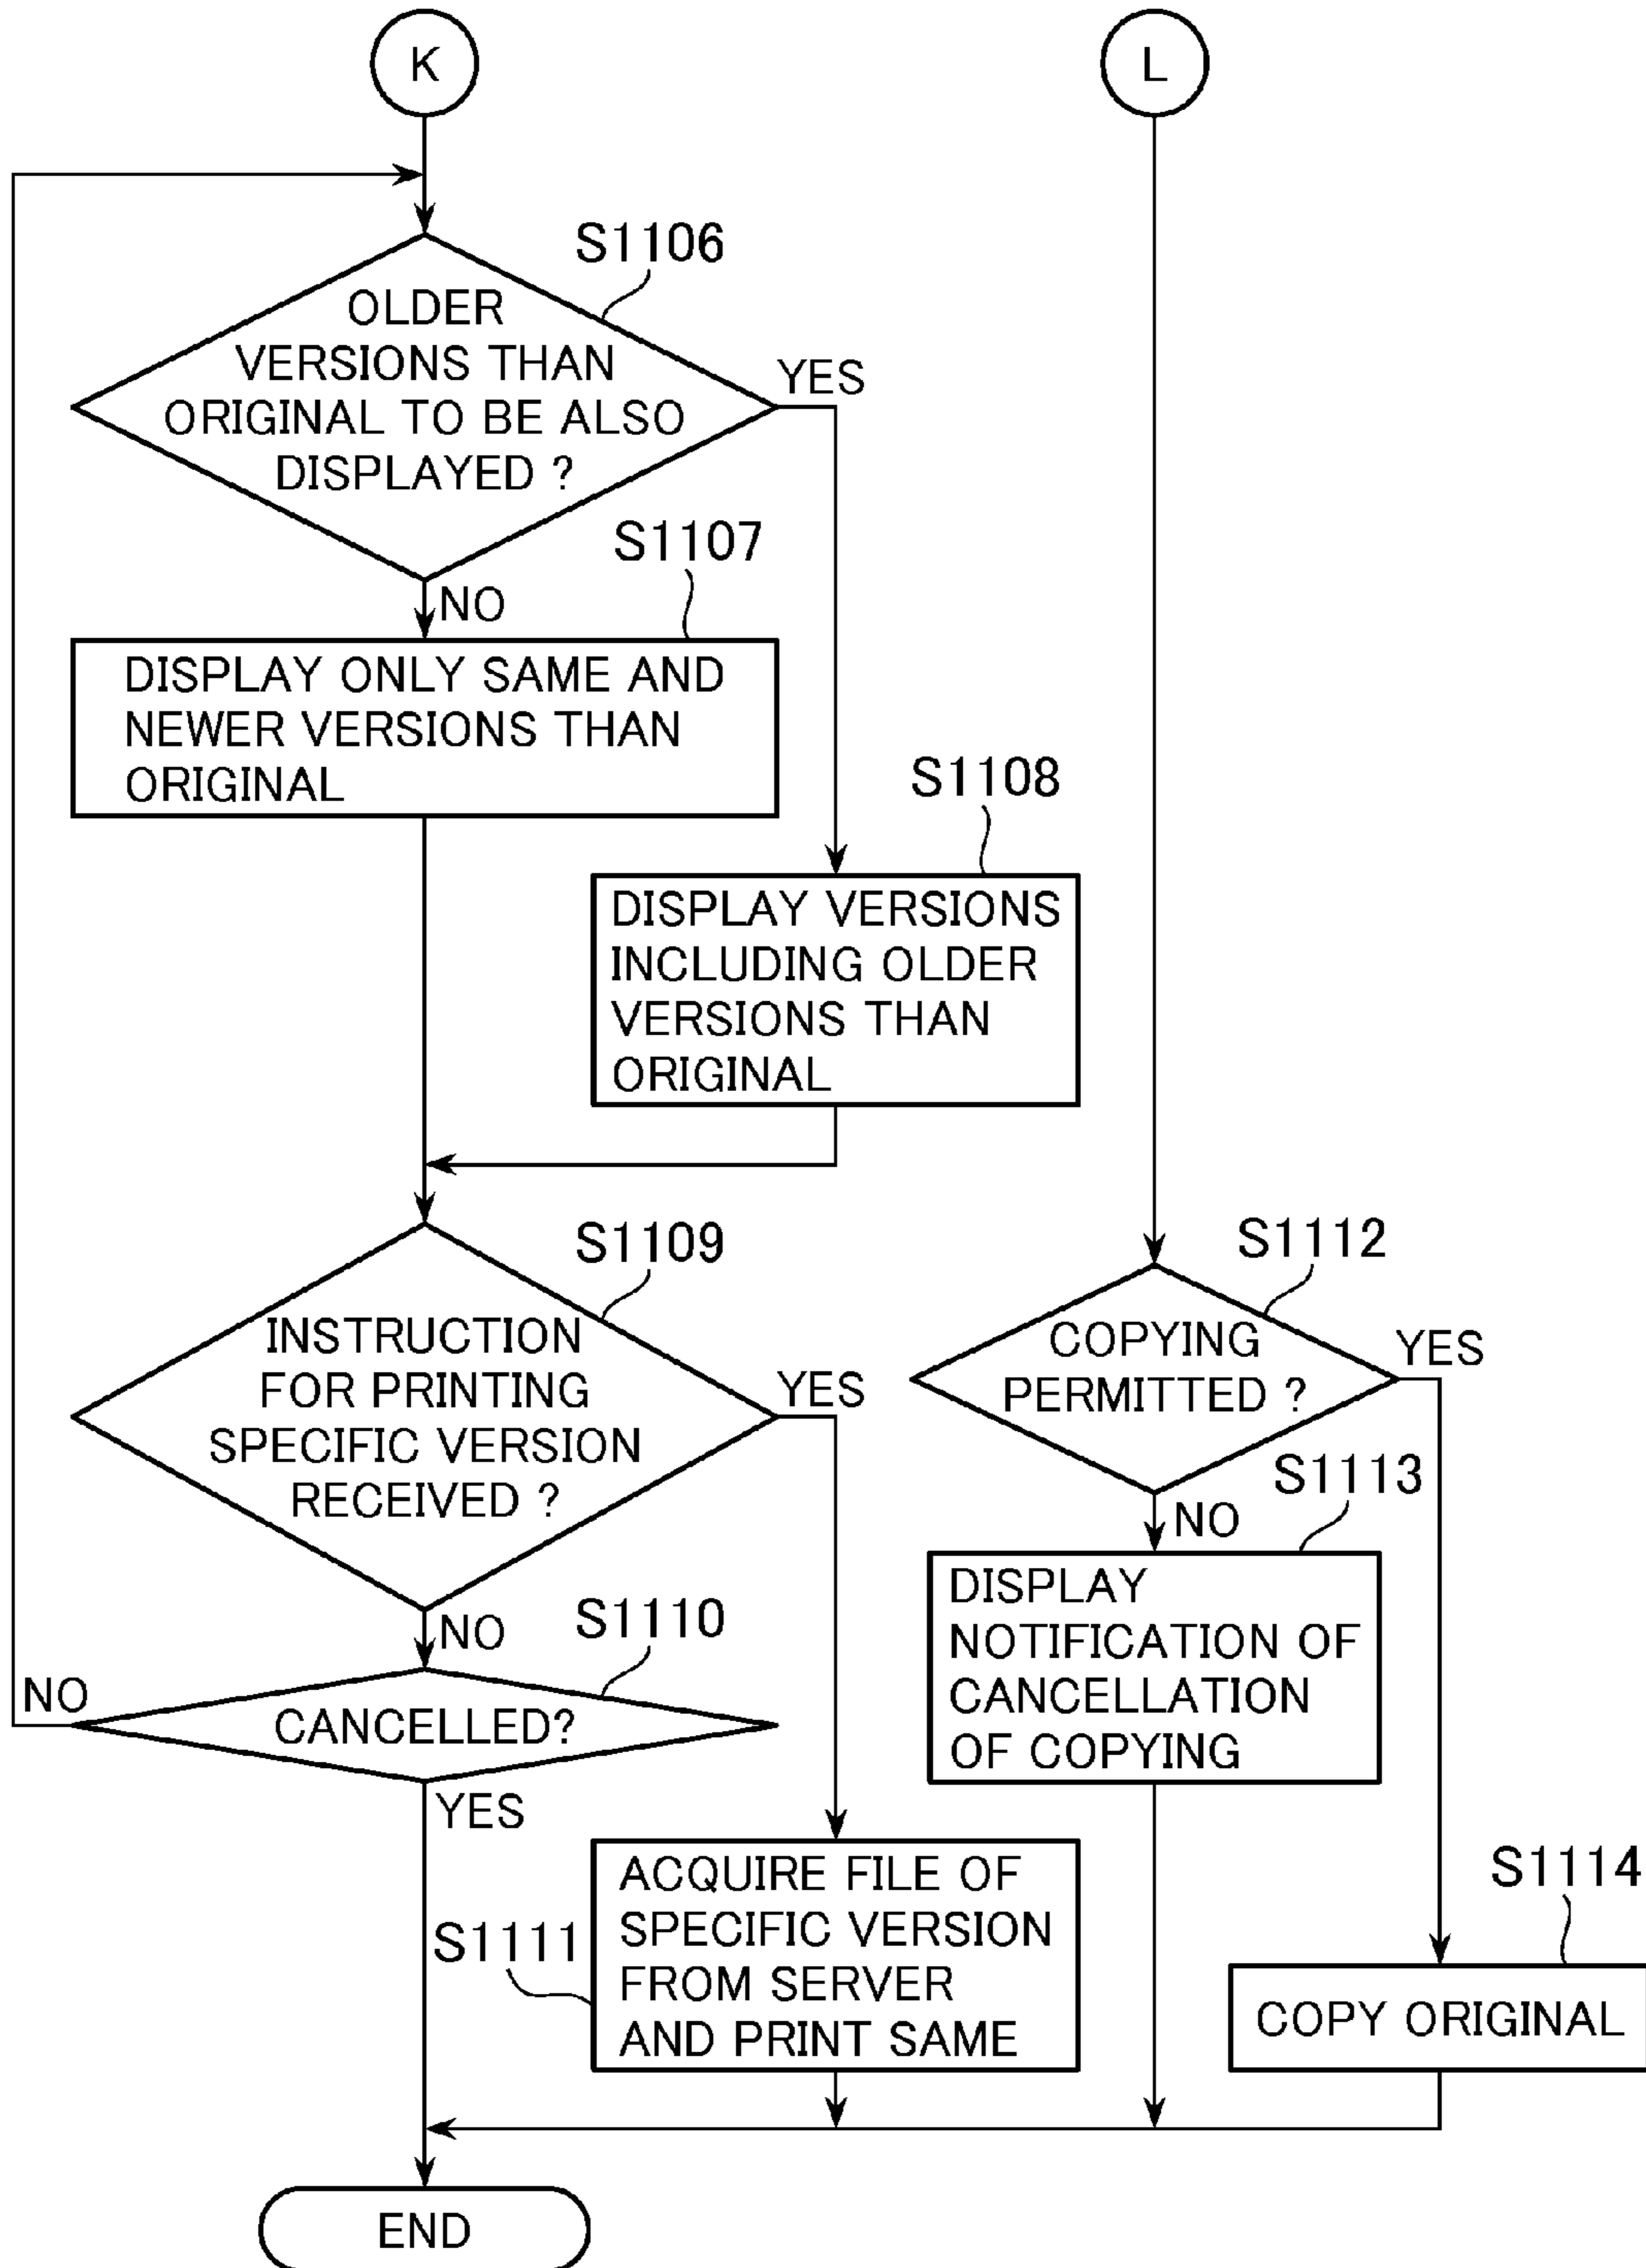 K
L
S1106
OLDER
VERSIONS THAN
ORIGINAL TO BE ALSO
DISPLAYED ?
YES
NO
S1107
DISPLAY ONLY SAME AND
NEWER VERSIONS THAN
ORIGINAL
S1108
DISPLAY VERSIONS
INCLUDING OLDER
VERSIONS THAN
ORIGINAL
S1109
INSTRUCTION
FOR PRINTING
SPECIFIC VERSION
RECEIVED ?
YES
NO
S1110
CANCELLED?
NO
YES
S1111
ACQUIRE FILE OF
SPECIFIC VERSION
FROM SERVER
AND PRINT SAME
S1112
COPYING
PERMITTED ?
YES
NO
S1113
DISPLAY
NOTIFICATION OF
CANCELLATION
OF COPYING
S1114
COPY ORIGINAL
END